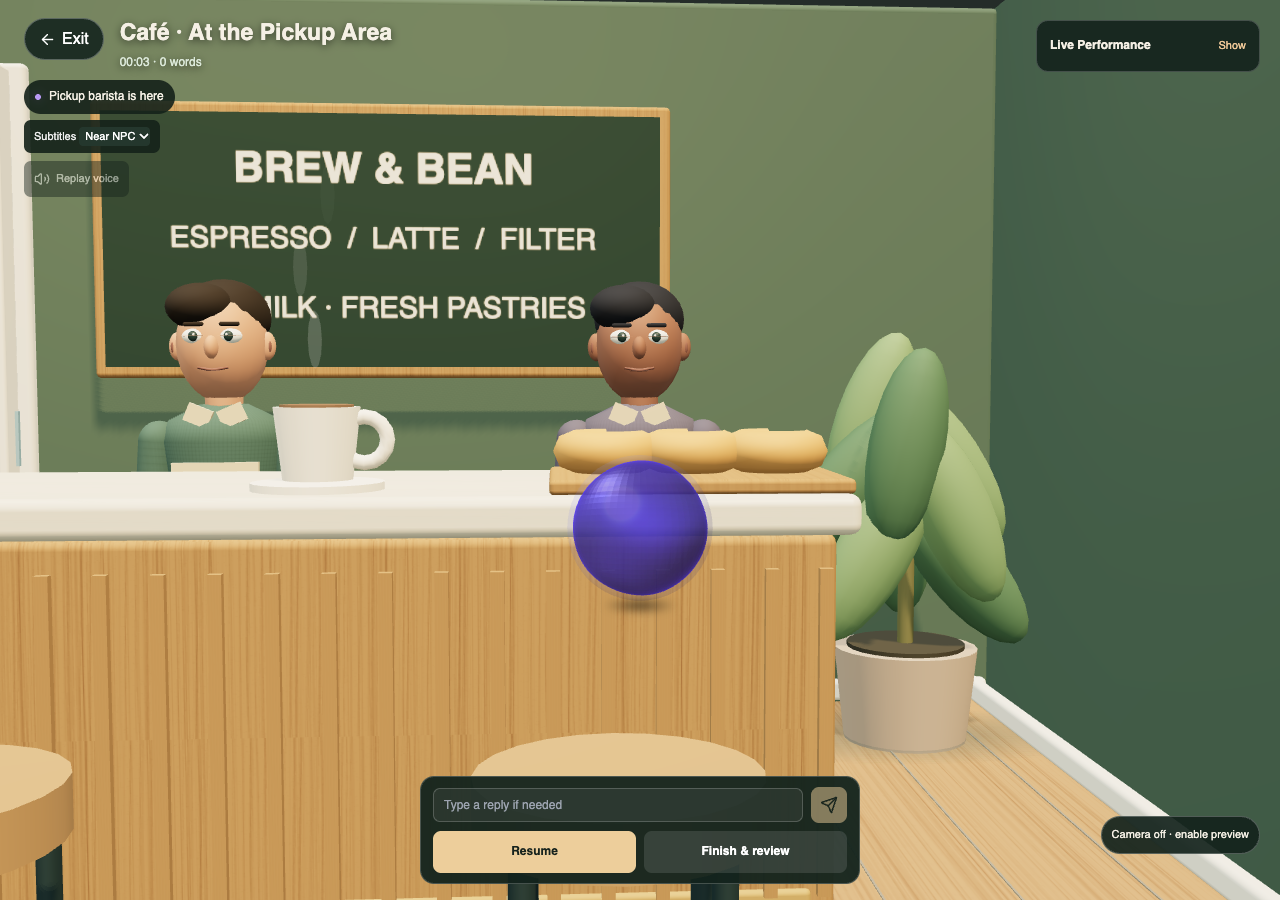 Exit
Café · At the Pickup Area
00:03 · 0 words
Live Performance
Show
Pickup barista is here
Subtitles Near NPC
Replay voice
BREW & BEAN
ESPRESSO / LATTE / FILTER
MILK · FRESH PASTRIES
Type a reply if needed
Resume
Finish & review
Camera off · enable preview